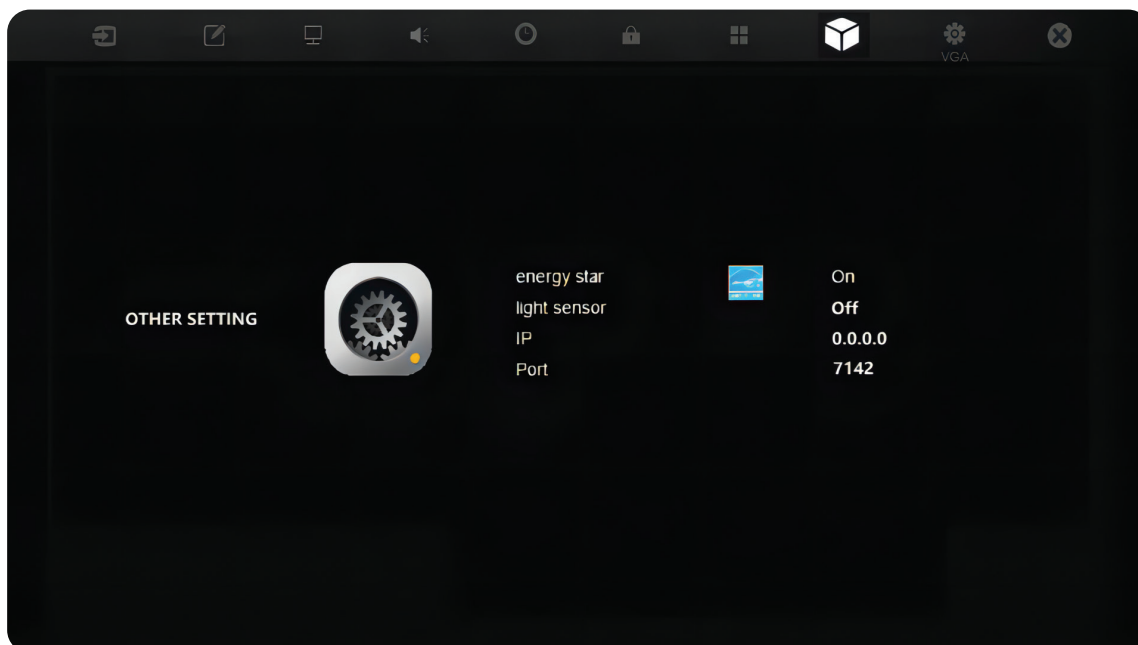 VGA
OTHER SETTING
energy star On
light sensor Off
IP 0.0.0.0
Port 7142